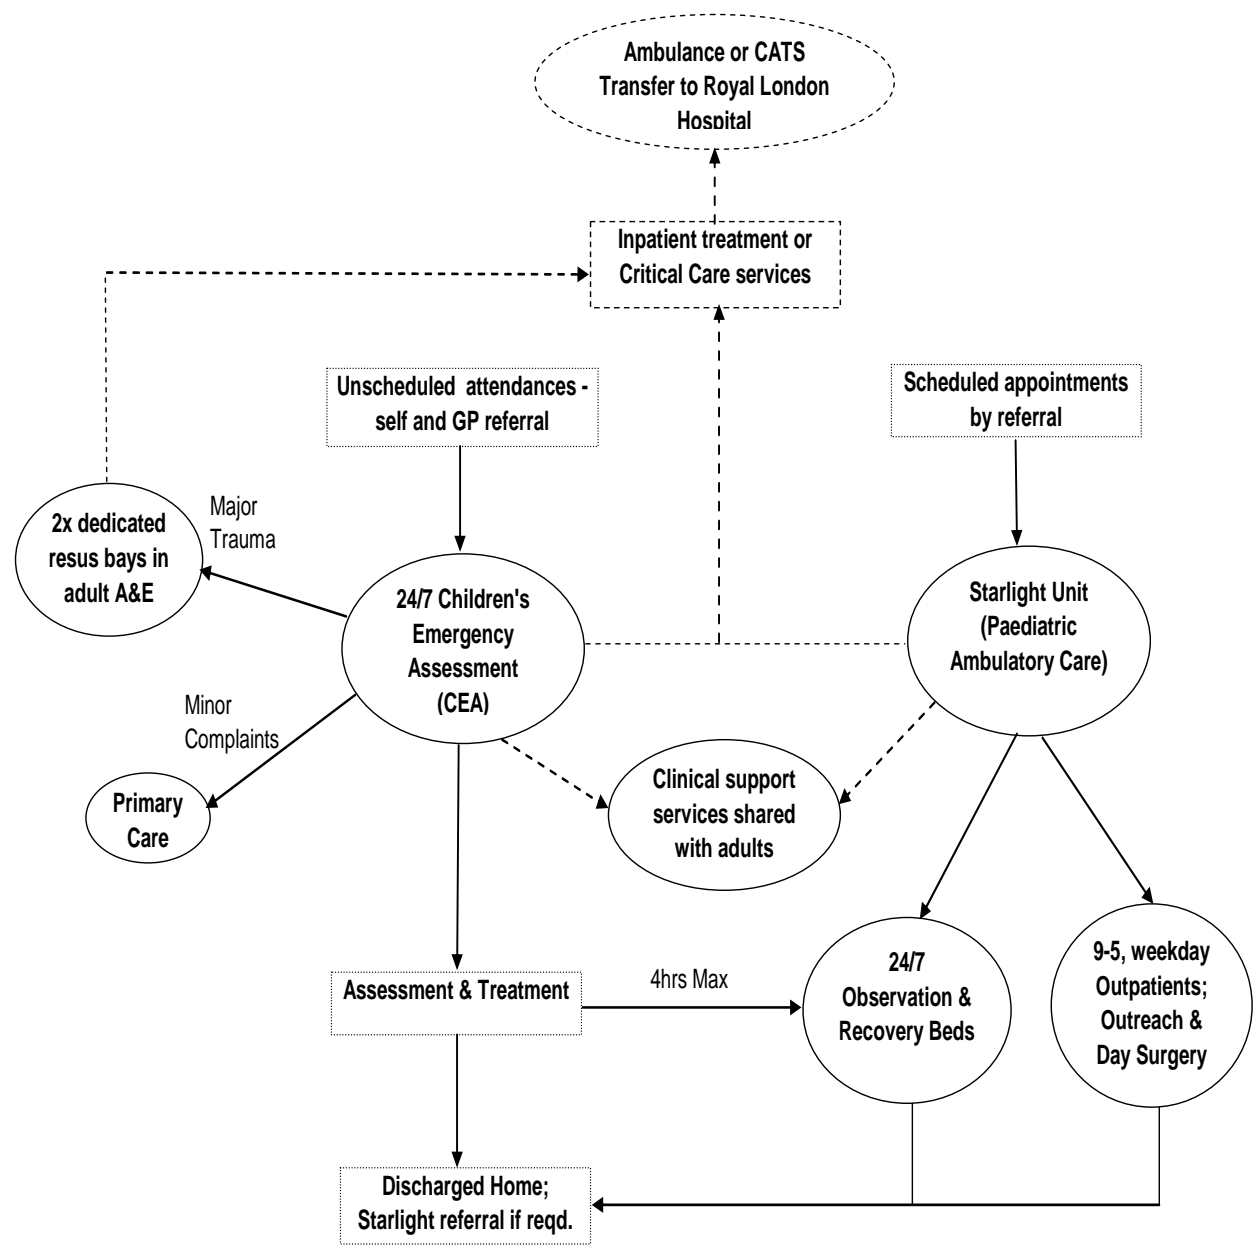 Ambulance or CATS
Transfer to Royal London
Hospital
Inpatient treatment or
Critical Care services
Unscheduled attendances -
self and GP referral
Scheduled appointments
by referral
2x dedicated
resus bays in
adult A&E
Major
Trauma
24/7 Children's
Emergency
Assessment
(CEA)
Starlight Unit
(Paediatric
Ambulatory Care)
Minor
Complaints
Primary
Care
Clinical support
services shared
with adults
Assessment & Treatment
4hrs Max
24/7
Observation &
Recovery Beds
9-5, weekday
Outpatients;
Outreach &
Day Surgery
Discharged Home;
Starlight referral if reqd.